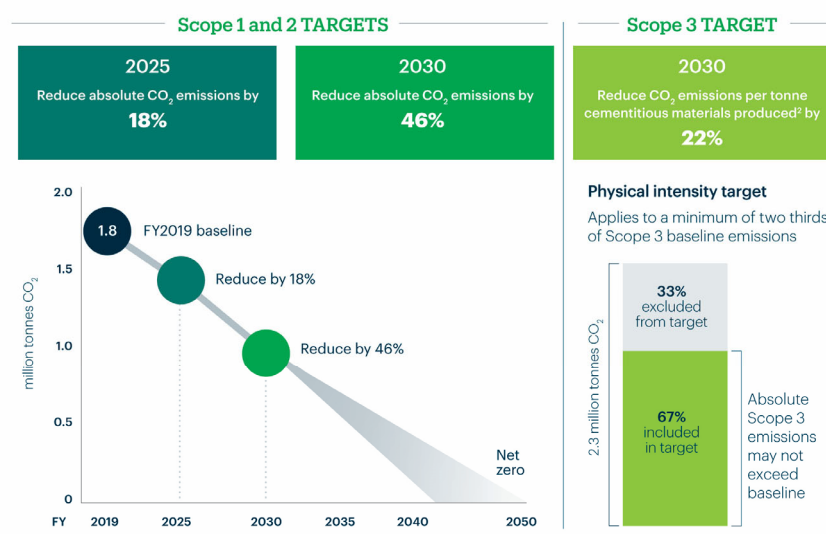 Scope 1 and 2 TARGETS
2025
Reduce absolute CO₂ emissions by
18%
2030
Reduce absolute CO₂ emissions by
46%
Scope 3 TARGET
2030
Reduce CO₂ emissions per tonne
cementitious materials produced² by
22%
million tonnes CO₂
2.0
1.5
1.0
0.5
0
1.8
FY2019 baseline
Reduce by 18%
Reduce by 46%
Net
zero
FY 2019 2025 2030 2035 2040 2050
Physical intensity target
Applies to a minimum of two thirds
of Scope 3 baseline emissions
2.3 million tonnes CO₂
33%
excluded
from target
67%
included
in target
Absolute
Scope 3
emissions
may not
exceed
baseline